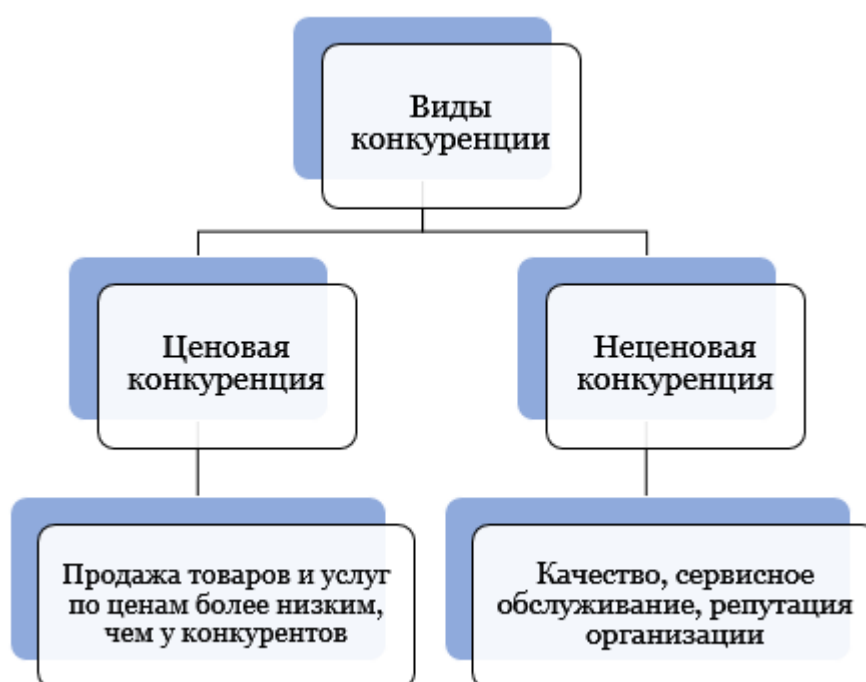 Виды
конкуренции
Ценовая
конкуренция
Неценовая
конкуренция
Продажа товаров и услуг
по ценам более низким,
чем у конкурентов
Качество, сервисное
обслуживание, репутация
организации